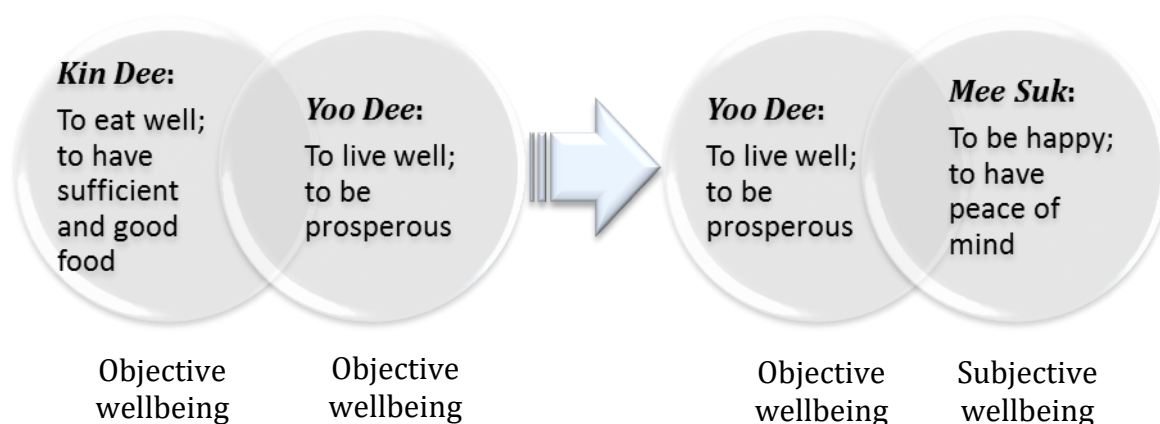 Kin Dee:
To eat well;
to have
sufficient
and good
food
Yoo Dee:
To live well;
to be
prosperous
Yoo Dee:
To live well;
to be
prosperous
Mee Suk:
To be happy;
to have
peace of
mind
Objective
wellbeing
Objective
wellbeing
Objective
wellbeing
Subjective
wellbeing